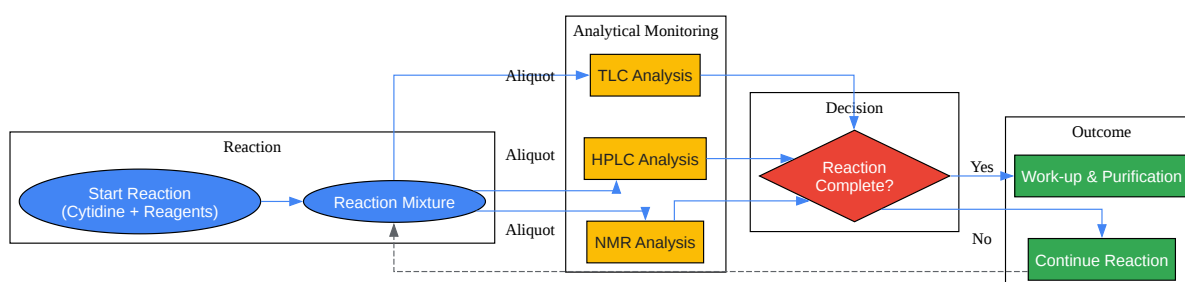 Reaction
Start Reaction
(Cytidine + Reagents)
Reaction Mixture
Aliquot
Aliquot
Aliquot
Analytical Monitoring
TLC Analysis
HPLC Analysis
NMR Analysis
Decision
Reaction
Complete?
Yes
No
Outcome
Work-up & Purification
Continue Reaction